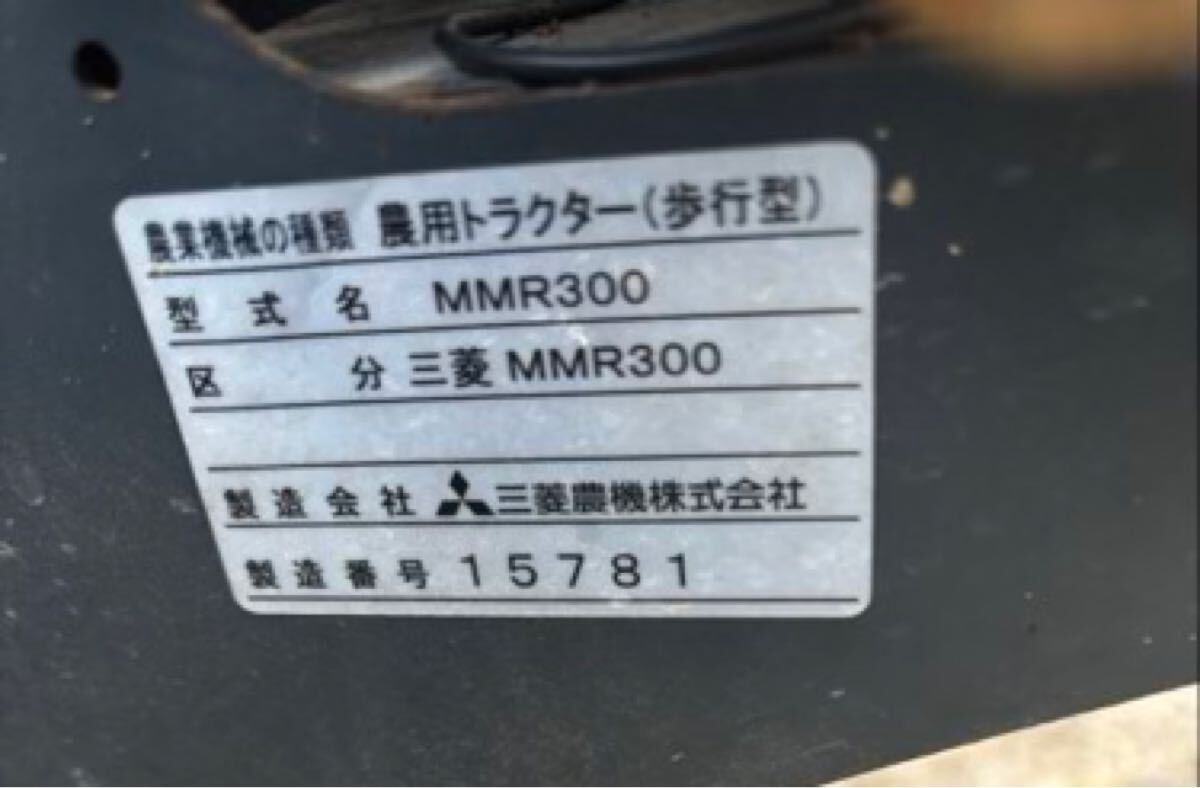 農業機械の種類 農用トラクター(歩行型)
型式名 MMR300
区分 三菱 MMR300
製造会社 三菱農機株式会社
製造番号 15781